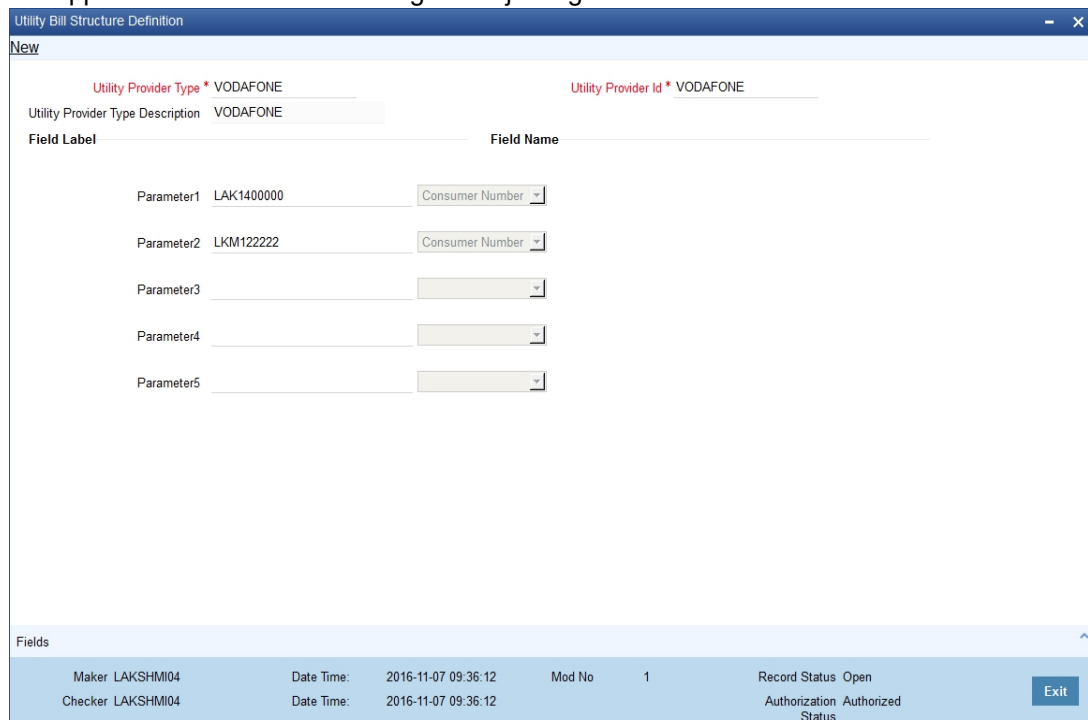 Utility Bill Structure Definition
New
Utility Provider Type * VODAFONE Utility Provider Id * VODAFONE
Utility Provider Type Description VODAFONE
Field Label Field Name
Parameter1 LAK1400000 Consumer Number
Parameter2 LKM122222 Consumer Number
Parameter3
Parameter4
Parameter5
Fields
Maker LAKSHMI04 Date Time: 2016-11-07 09:36:12 Mod No 1 Record Status Open
Checker LAKSHMI04 Date Time: 2016-11-07 09:36:12 Authorization Status Authorized
Exit